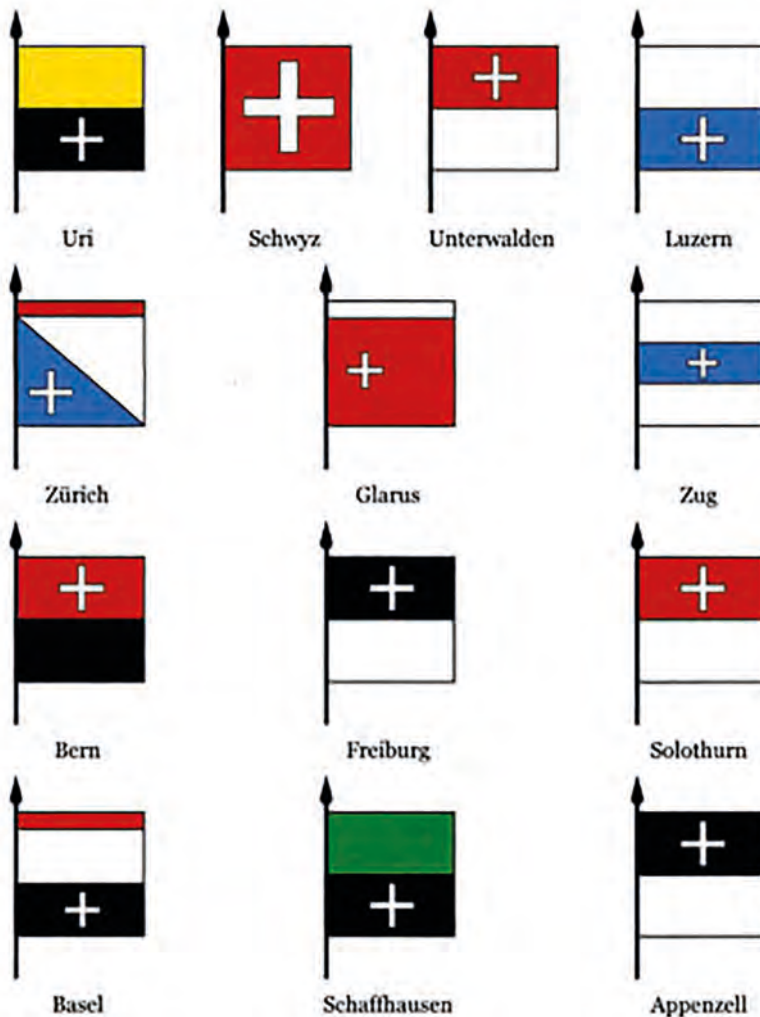 Uri
Schwyz
Unterwalden
Luzern
Zürich
Glarus
Zug
Bern
Freiburg
Solothurn
Basel
Schaffhausen
Appenzell